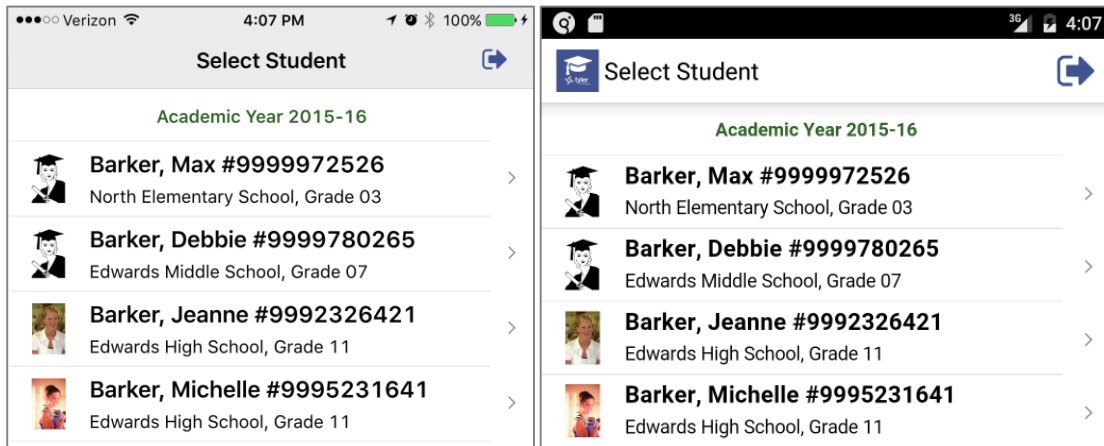 Verizon 4:07 PM 100%
Select Student
Academic Year 2015-16
Barker, Max #9999972526
North Elementary School, Grade 03
Barker, Debbie #9999780265
Edwards Middle School, Grade 07
Barker, Jeanne #9992326421
Edwards High School, Grade 11
Barker, Michelle #9995231641
Edwards High School, Grade 11
3G 4:07
tyler
Select Student
Academic Year 2015-16
Barker, Max #9999972526
North Elementary School, Grade 03
Barker, Debbie #9999780265
Edwards Middle School, Grade 07
Barker, Jeanne #9992326421
Edwards High School, Grade 11
Barker, Michelle #9995231641
Edwards High School, Grade 11